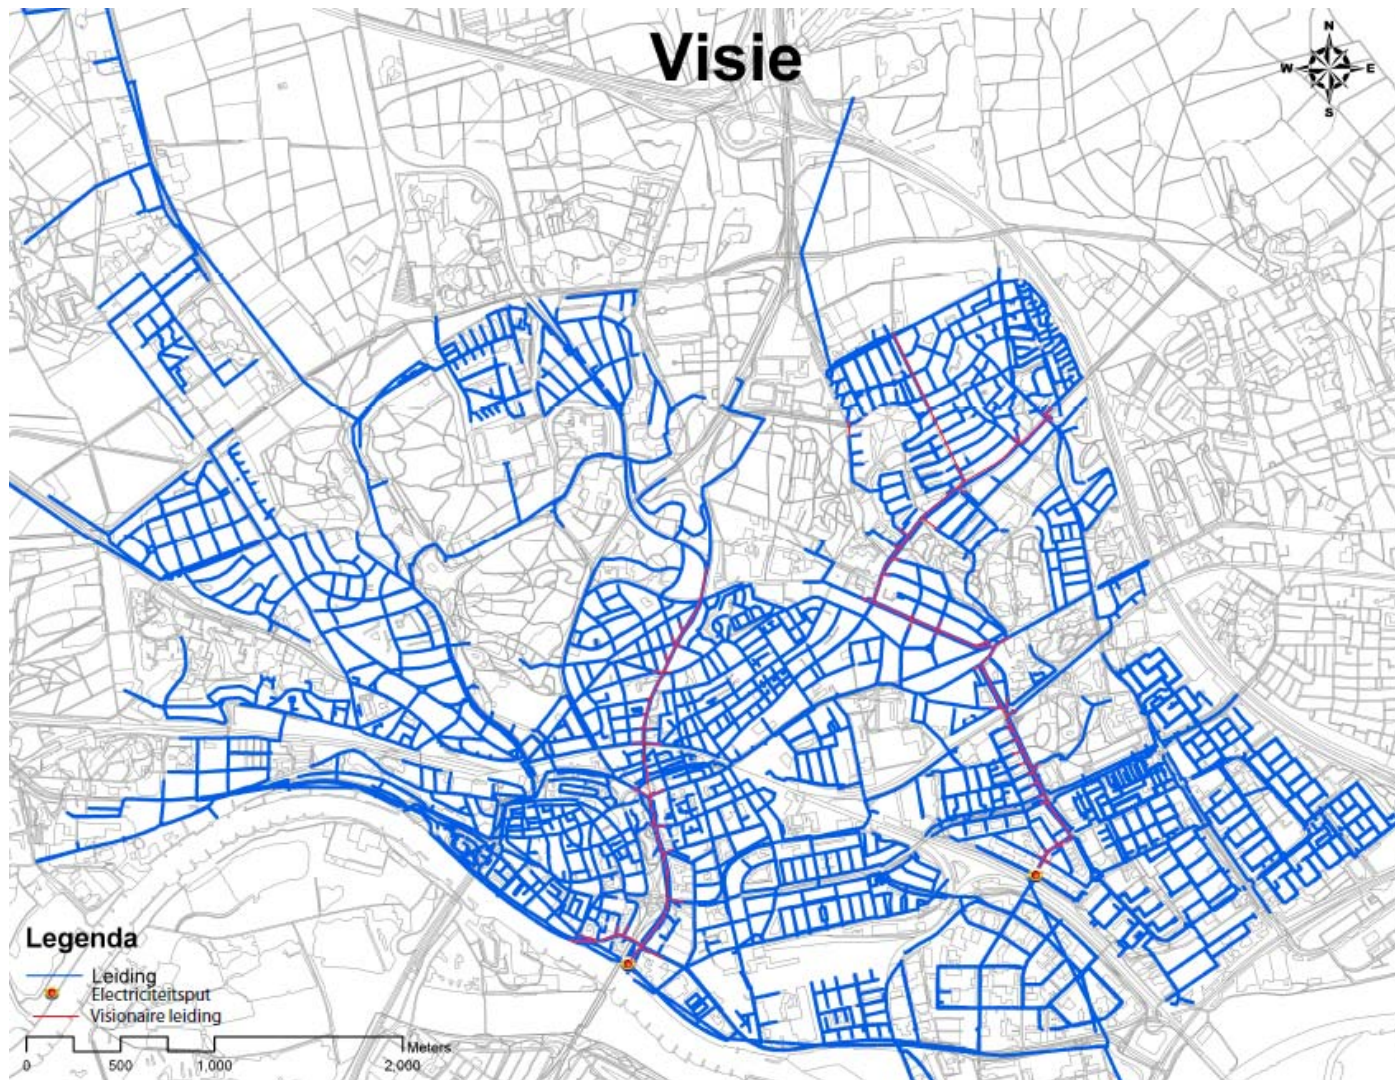 Visie
N
W E
S
Legenda
Leiding
Electriciteitsput
Visionaire leiding
Meters
0 500 1.000 2.000